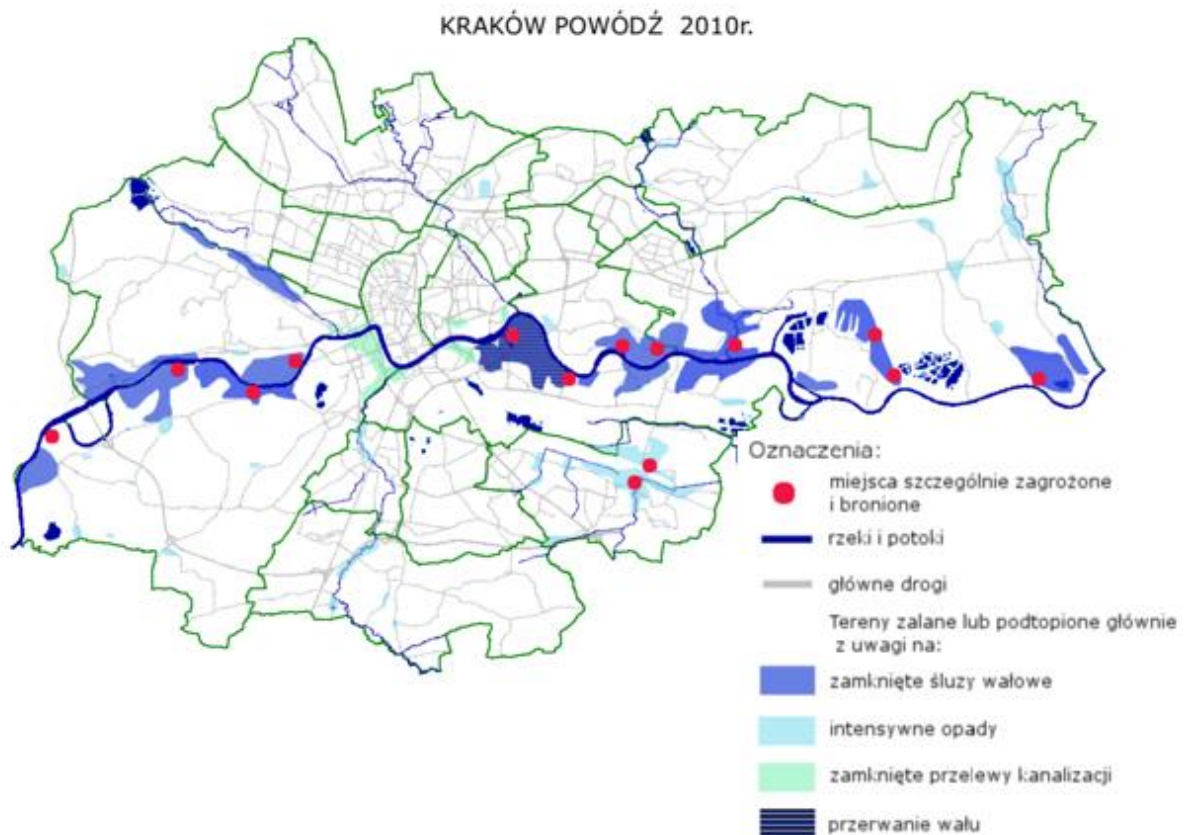 KRAKÓW POWÓDŹ 2010r.
Oznaczenia:
miejsca szczególnie zagrożone
i bronione
rzeki i potoki
główne drogi
Tereny zalane lub podtopione głównie
z uwagi na:
zamknięte śluzy wałowe
intensywne opady
zamknięte przelewy kanalizacji
przerwanie wału